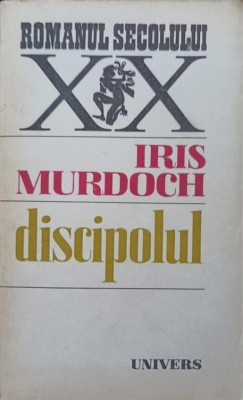 ROMANUL SECOLULUI
XX
IRIS
MURDOCH
discipolul
UNIVERS